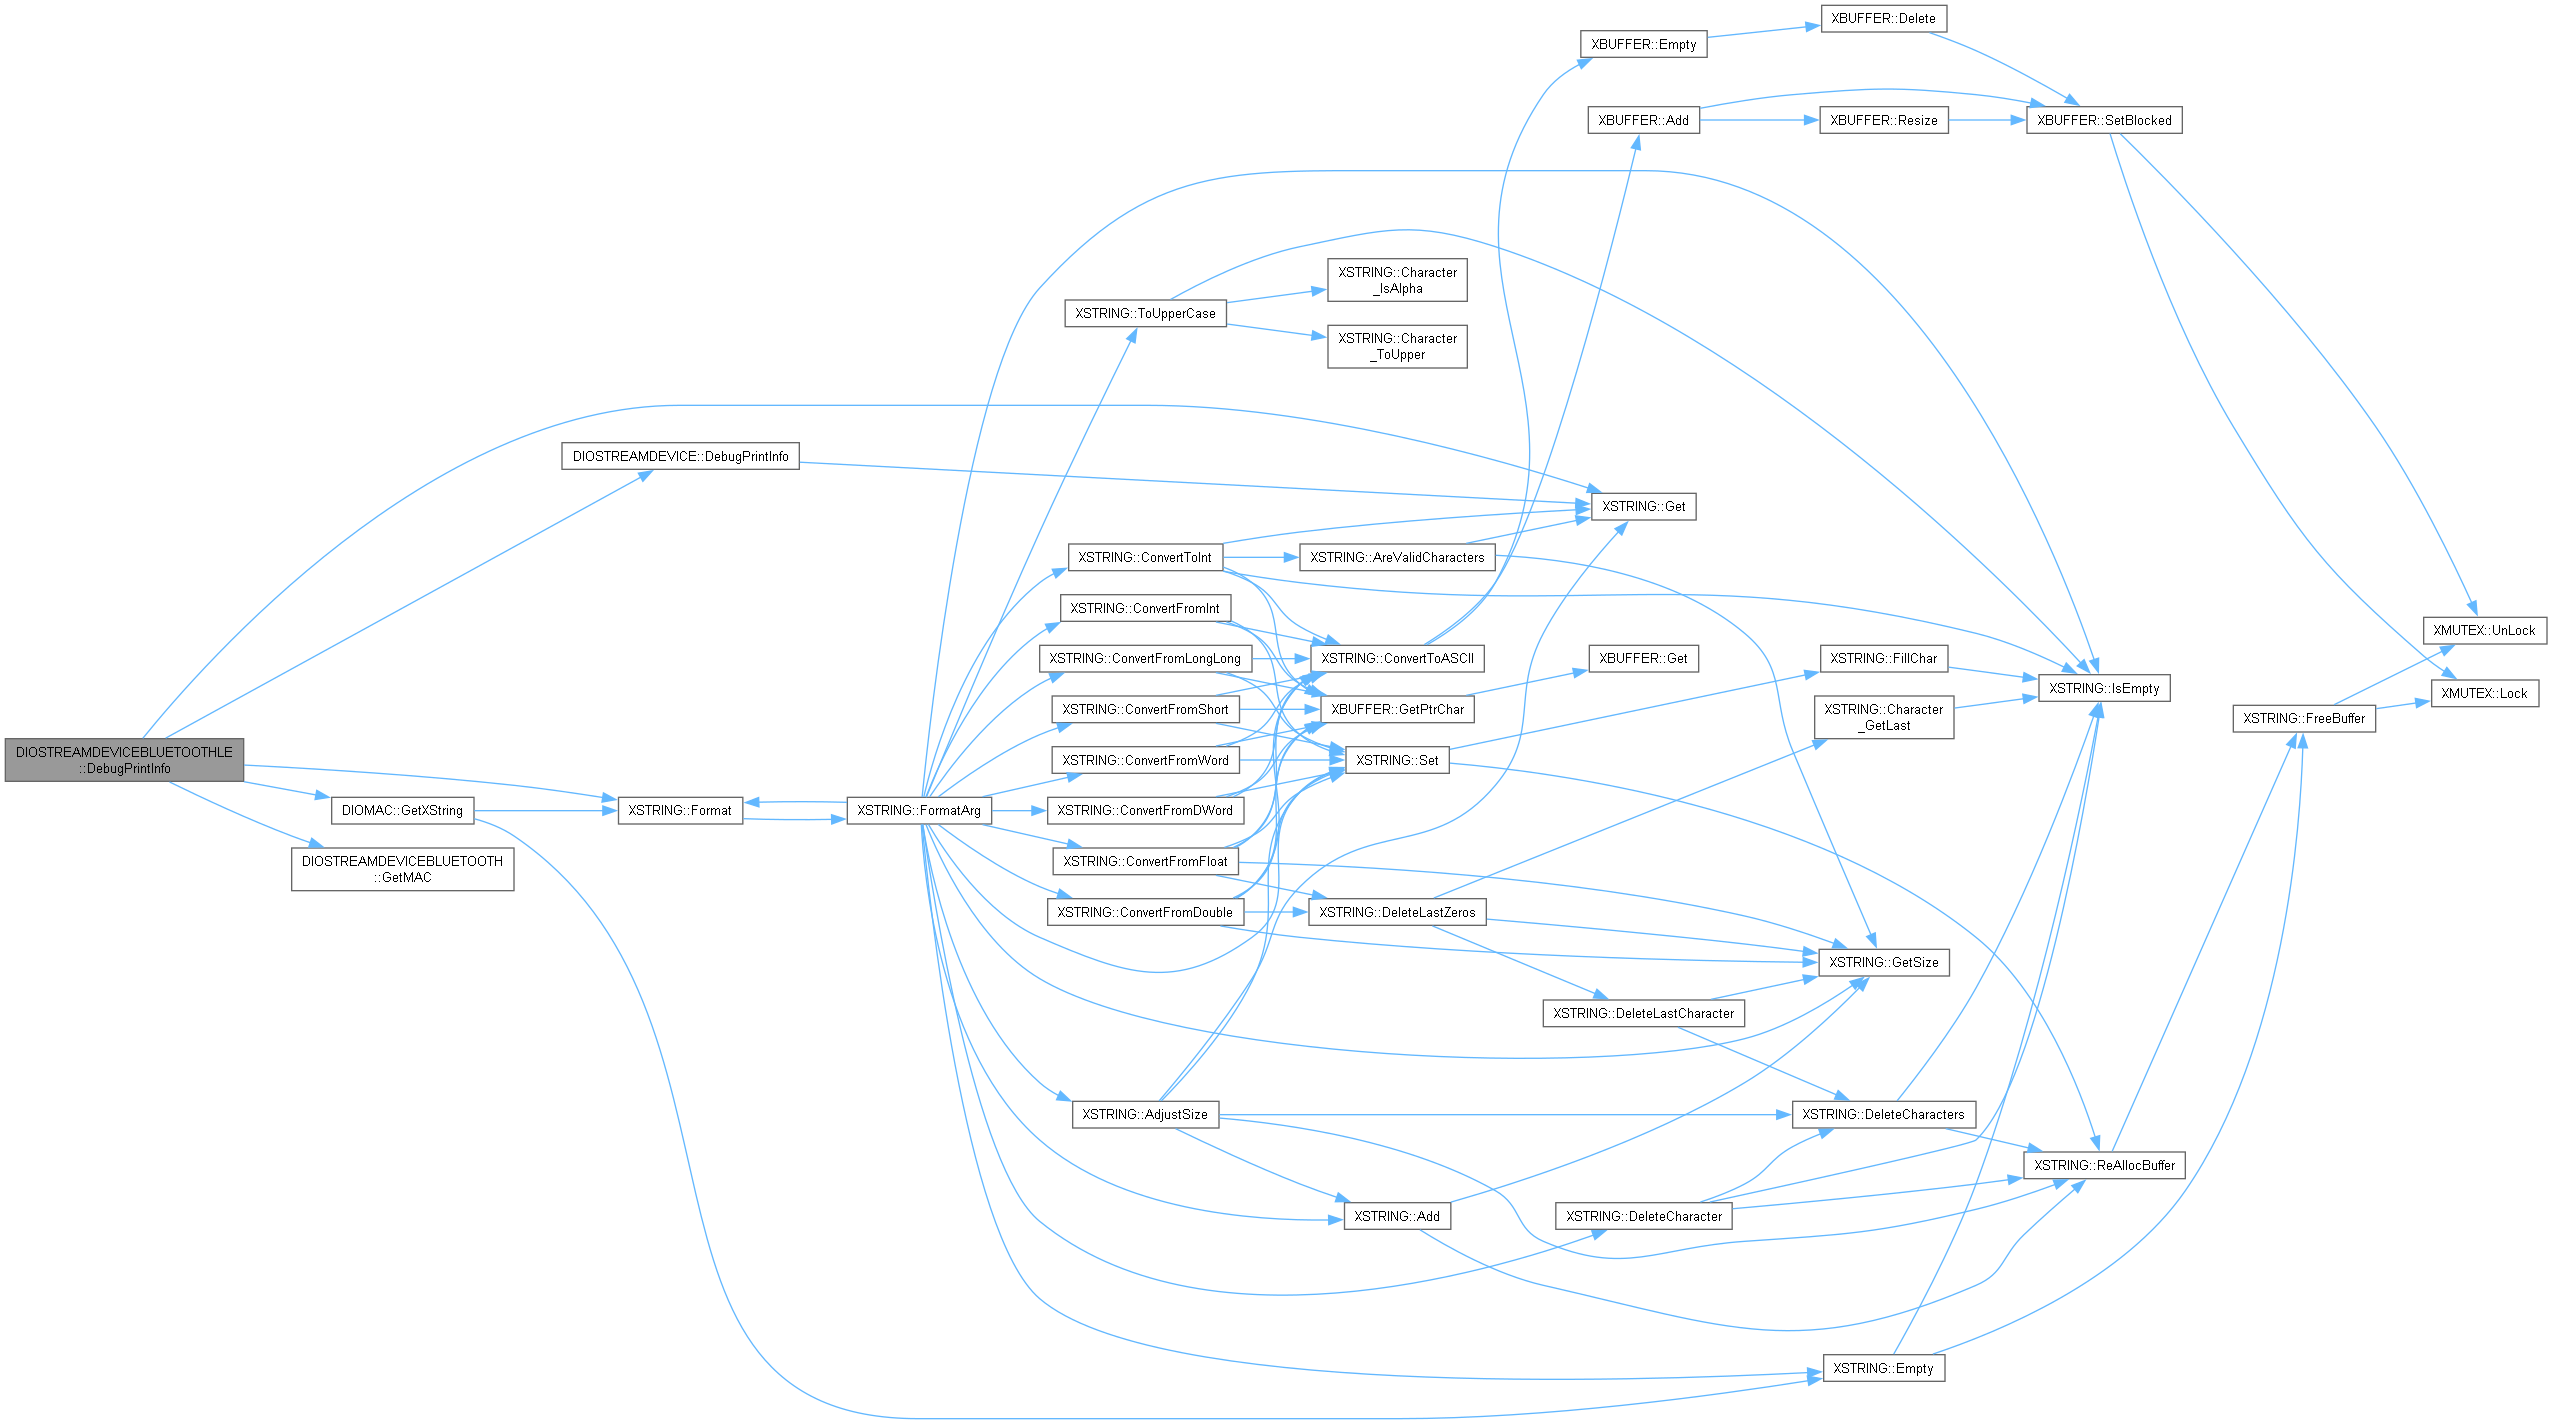 DIOSTREAMDEVICEBLUETOOTHLE
::DebugPrintInfo
DIOSTREAMDEVICE::DebugPrintInfo
DIOMAC::GetXString
DIOSTREAMDEVICEBLUETOOTH
::GetMAC
XSTRING::Format
XSTRING::FormatArg
XSTRING::ToUpperCase
XSTRING::ConvertToInt
XSTRING::ConvertFromInt
XSTRING::ConvertFromLongLong
XSTRING::ConvertFromShort
XSTRING::ConvertFromWord
XSTRING::ConvertFromDWord
XSTRING::ConvertFromFloat
XSTRING::ConvertFromDouble
XSTRING::AdjustSize
XSTRING::Character
_IsAlpha
XSTRING::Character
_ToUpper
XSTRING::AreValidCharacters
XSTRING::ConvertToASCII
XBUFFER::GetPtrChar
XSTRING::Set
XSTRING::DeleteLastZeros
XSTRING::Add
XBUFFER::Empty
XBUFFER::Add
XSTRING::Get
XBUFFER::Get
XSTRING::DeleteLastCharacter
XSTRING::DeleteCharacter
XBUFFER::Delete
XBUFFER::Resize
XSTRING::FillChar
XSTRING::Character
_GetLast
XSTRING::GetSize
XSTRING::DeleteCharacters
XSTRING::Empty
XBUFFER::SetBlocked
XSTRING::IsEmpty
XSTRING::ReAllocBuffer
XSTRING::FreeBuffer
XMUTEX::UnLock
XMUTEX::Lock